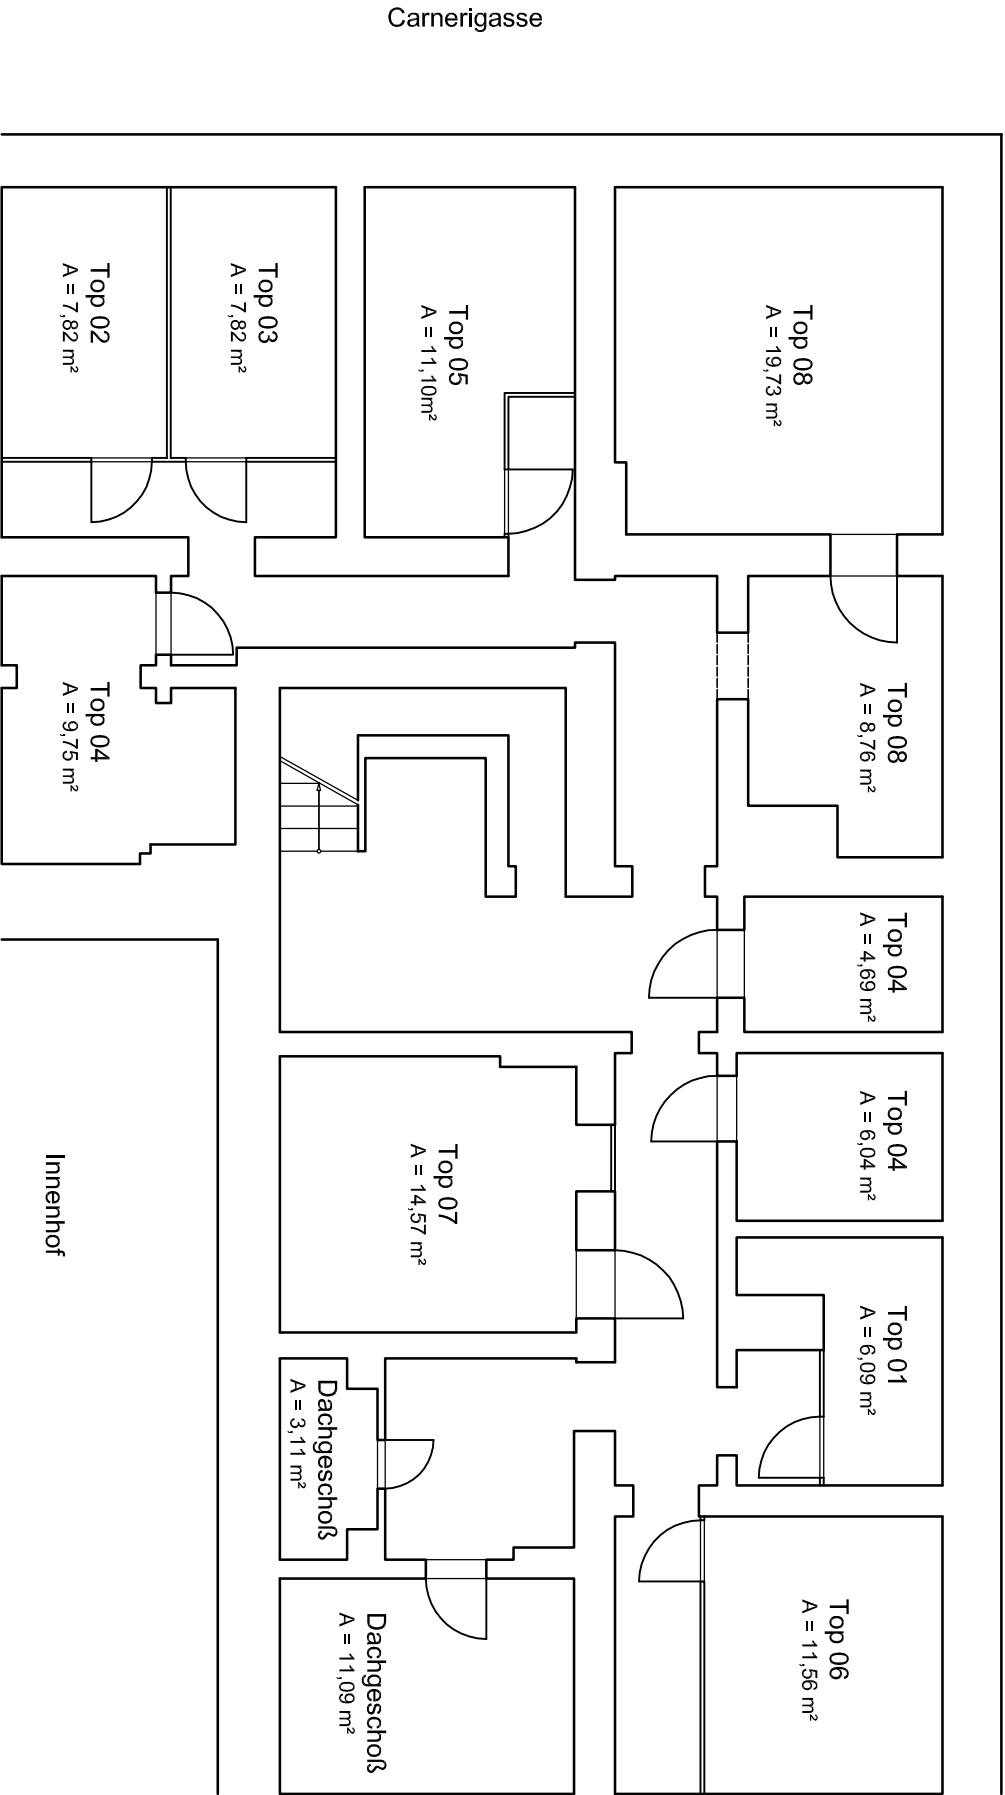 Carnerigasse
Top 02
A = 7,82 m²
Top 03
A = 7,82 m²
Top 05
A = 11,10m²
Top 08
A = 19,73 m²
Top 04
A = 9,75 m²
Top 08
A = 8,76 m²
Top 04
A = 4,69 m²
Top 04
A = 6,04 m²
Top 07
A = 14,57 m²
Innenhof
Top 01
A = 6,09 m²
Dachgeschoß
A = 3,11 m²
Dachgeschoß
A = 11,09 m²
Top 06
A = 11,56 m²